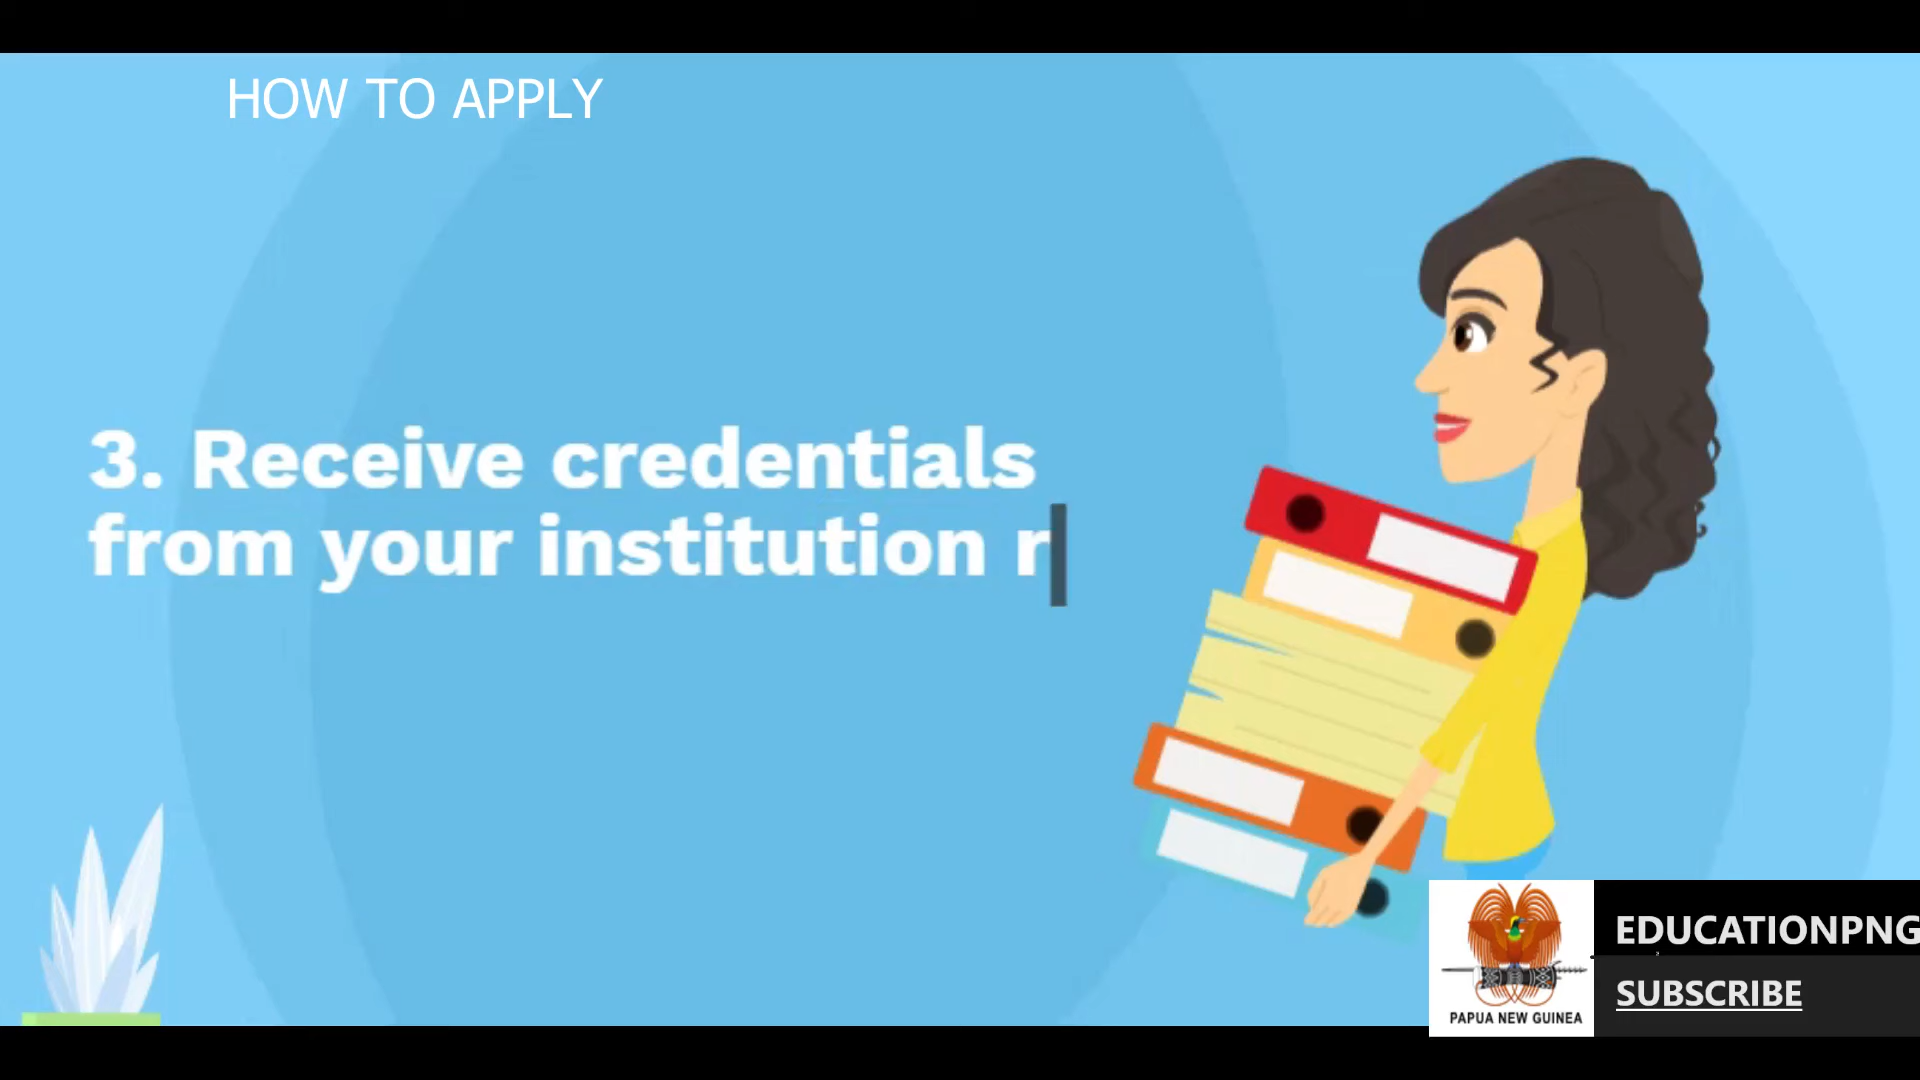 HOW TO APPLY
3. Receive credentials
from your institution r
EDUCATIONPNG
SUBSCRIBE
PAPUA NEW GUINEA